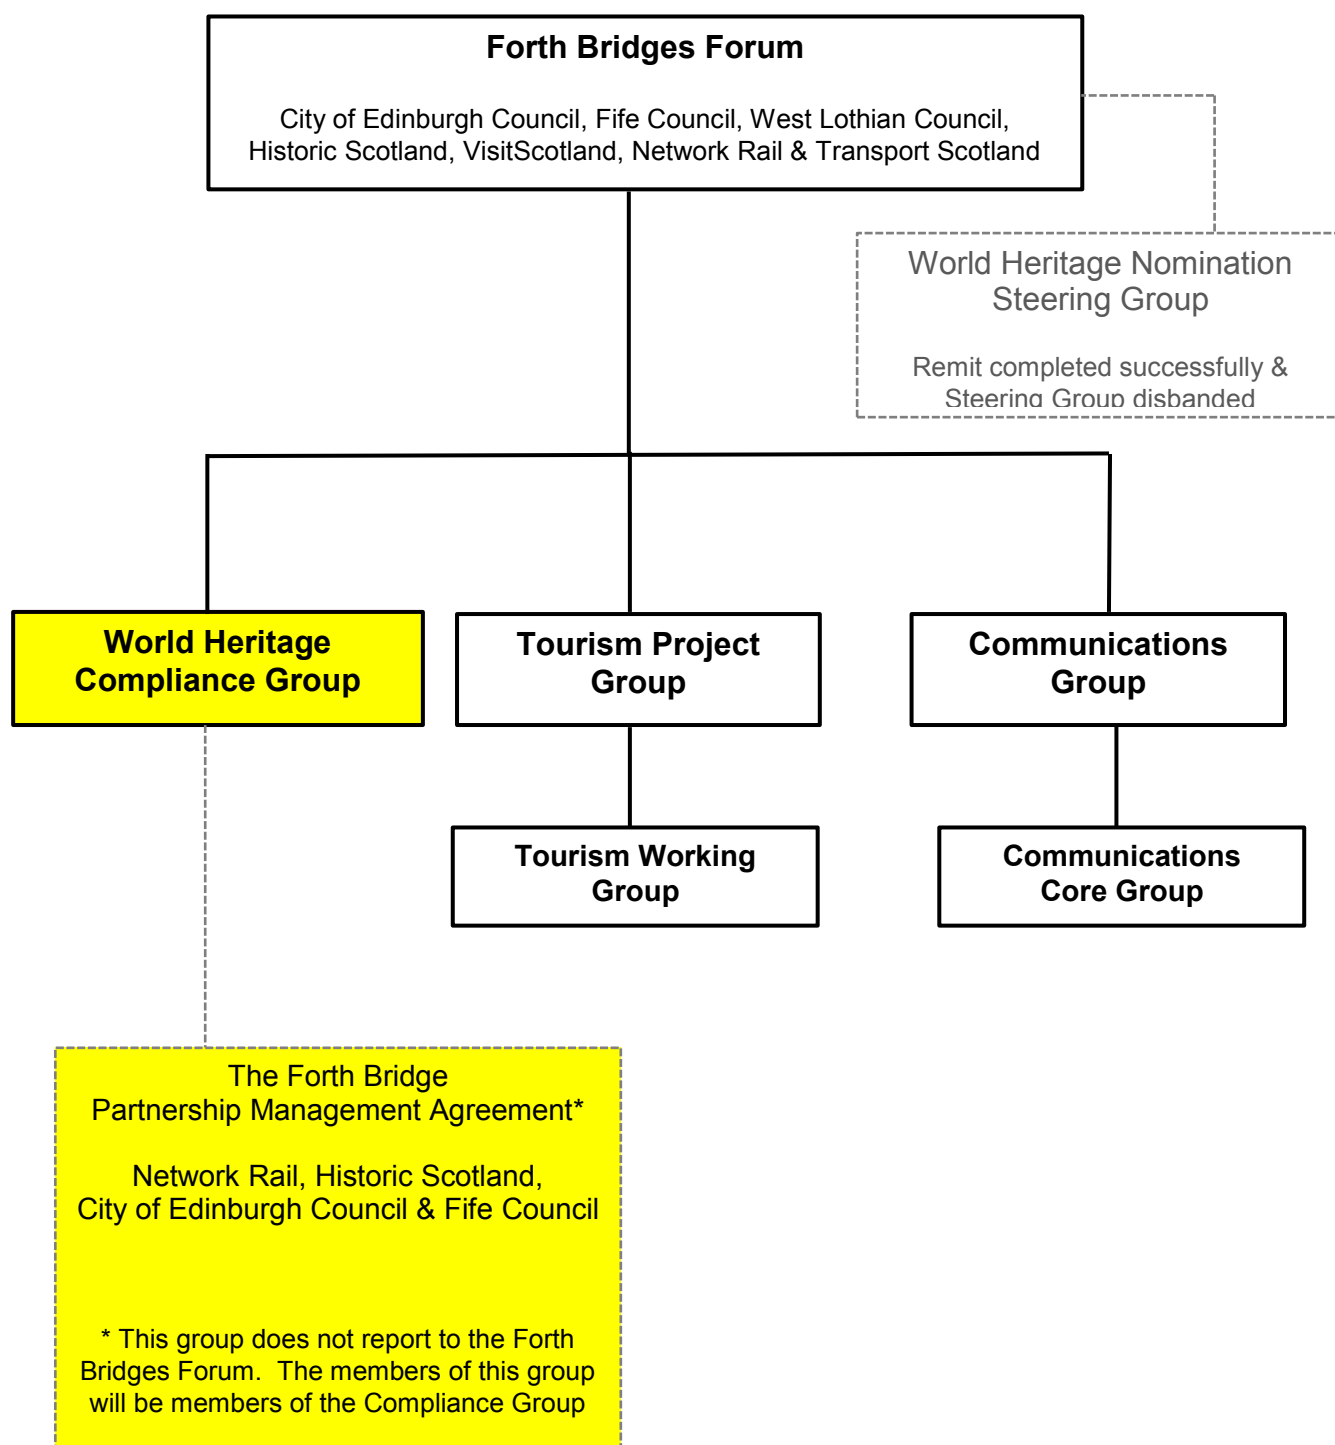 Forth Bridges Forum
City of Edinburgh Council, Fife Council, West Lothian Council,
Historic Scotland, VisitScotland, Network Rail & Transport Scotland
World Heritage Nomination
Steering Group
Remit completed successfully &
Steering Group disbanded
World Heritage
Compliance Group
Tourism Project
Group
Communications
Group
Tourism Working
Group
Communications
Core Group
The Forth Bridge
Partnership Management Agreement*
Network Rail, Historic Scotland,
City of Edinburgh Council & Fife Council
* This group does not report to the Forth
Bridges Forum.  The members of this group
will be members of the Compliance Group